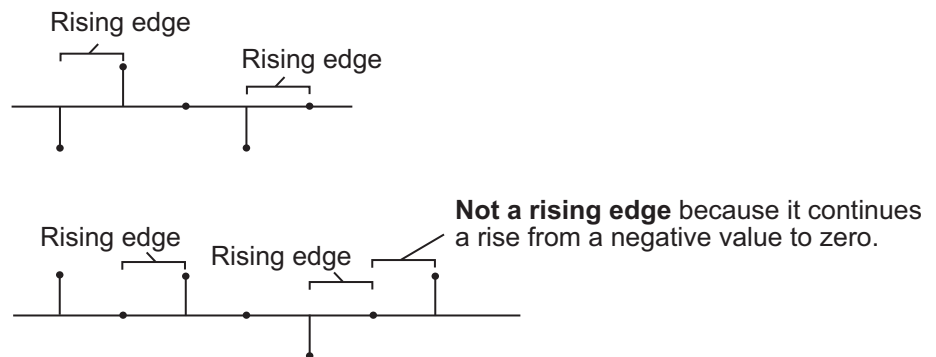 Rising edge
Rising edge
Not a rising edge because it continues
a rise from a negative value to zero.
Rising edge
Rising edge